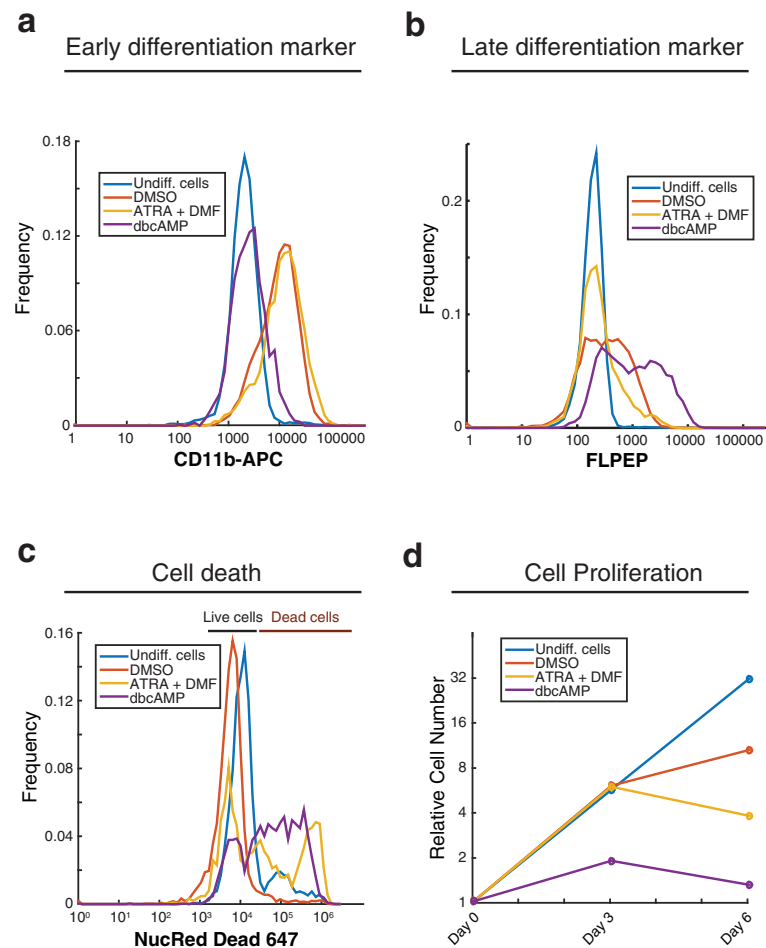 a
Early differentiation marker
b
Late differentiation marker
Frequency
0.18
0.12
0.06
0
Undiff. cells
DMSO
ATRA + DMF
dbcAMP
1 10 100 1000 10000 100000
CD11b-APC
Frequency
0.2
0.1
0
Undiff. cells
DMSO
ATRA + DMF
dbcAMP
1 10 100 1000 10000 100000
FLPEP
c
Cell death
d
Cell Proliferation
Live cells Dead cells
Frequency
0.16
0.12
0.08
0.04
0
Undiff. cells
DMSO
ATRA + DMF
dbcAMP
10⁰ 10¹ 10² 10³ 10⁴ 10⁵ 10⁶
NucRed Dead 647
Relative Cell Number
32
16
8
4
2
1
Undiff. cells
DMSO
ATRA + DMF
dbcAMP
Day 0 Day 3 Day 6